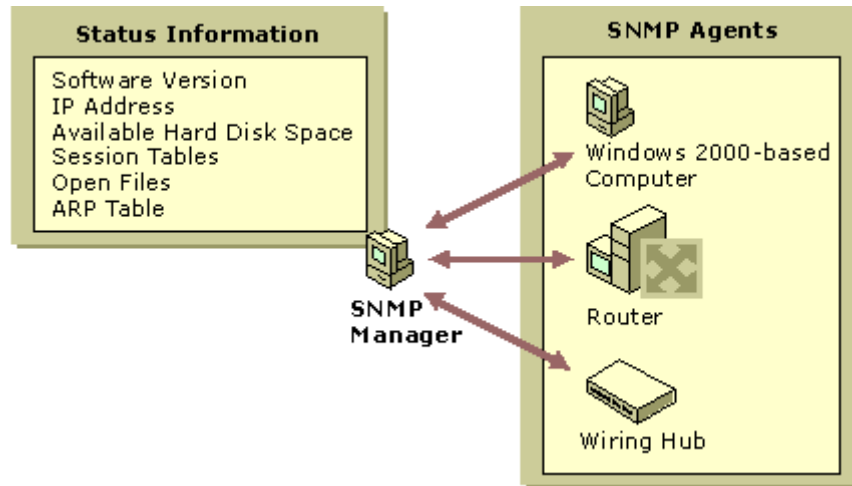 Status Information
Software Version
IP Address
Available Hard Disk Space
Session Tables
Open Files
ARP Table
SNMP
Manager
SNMP Agents
Windows 2000-based
Computer
Router
Wiring Hub